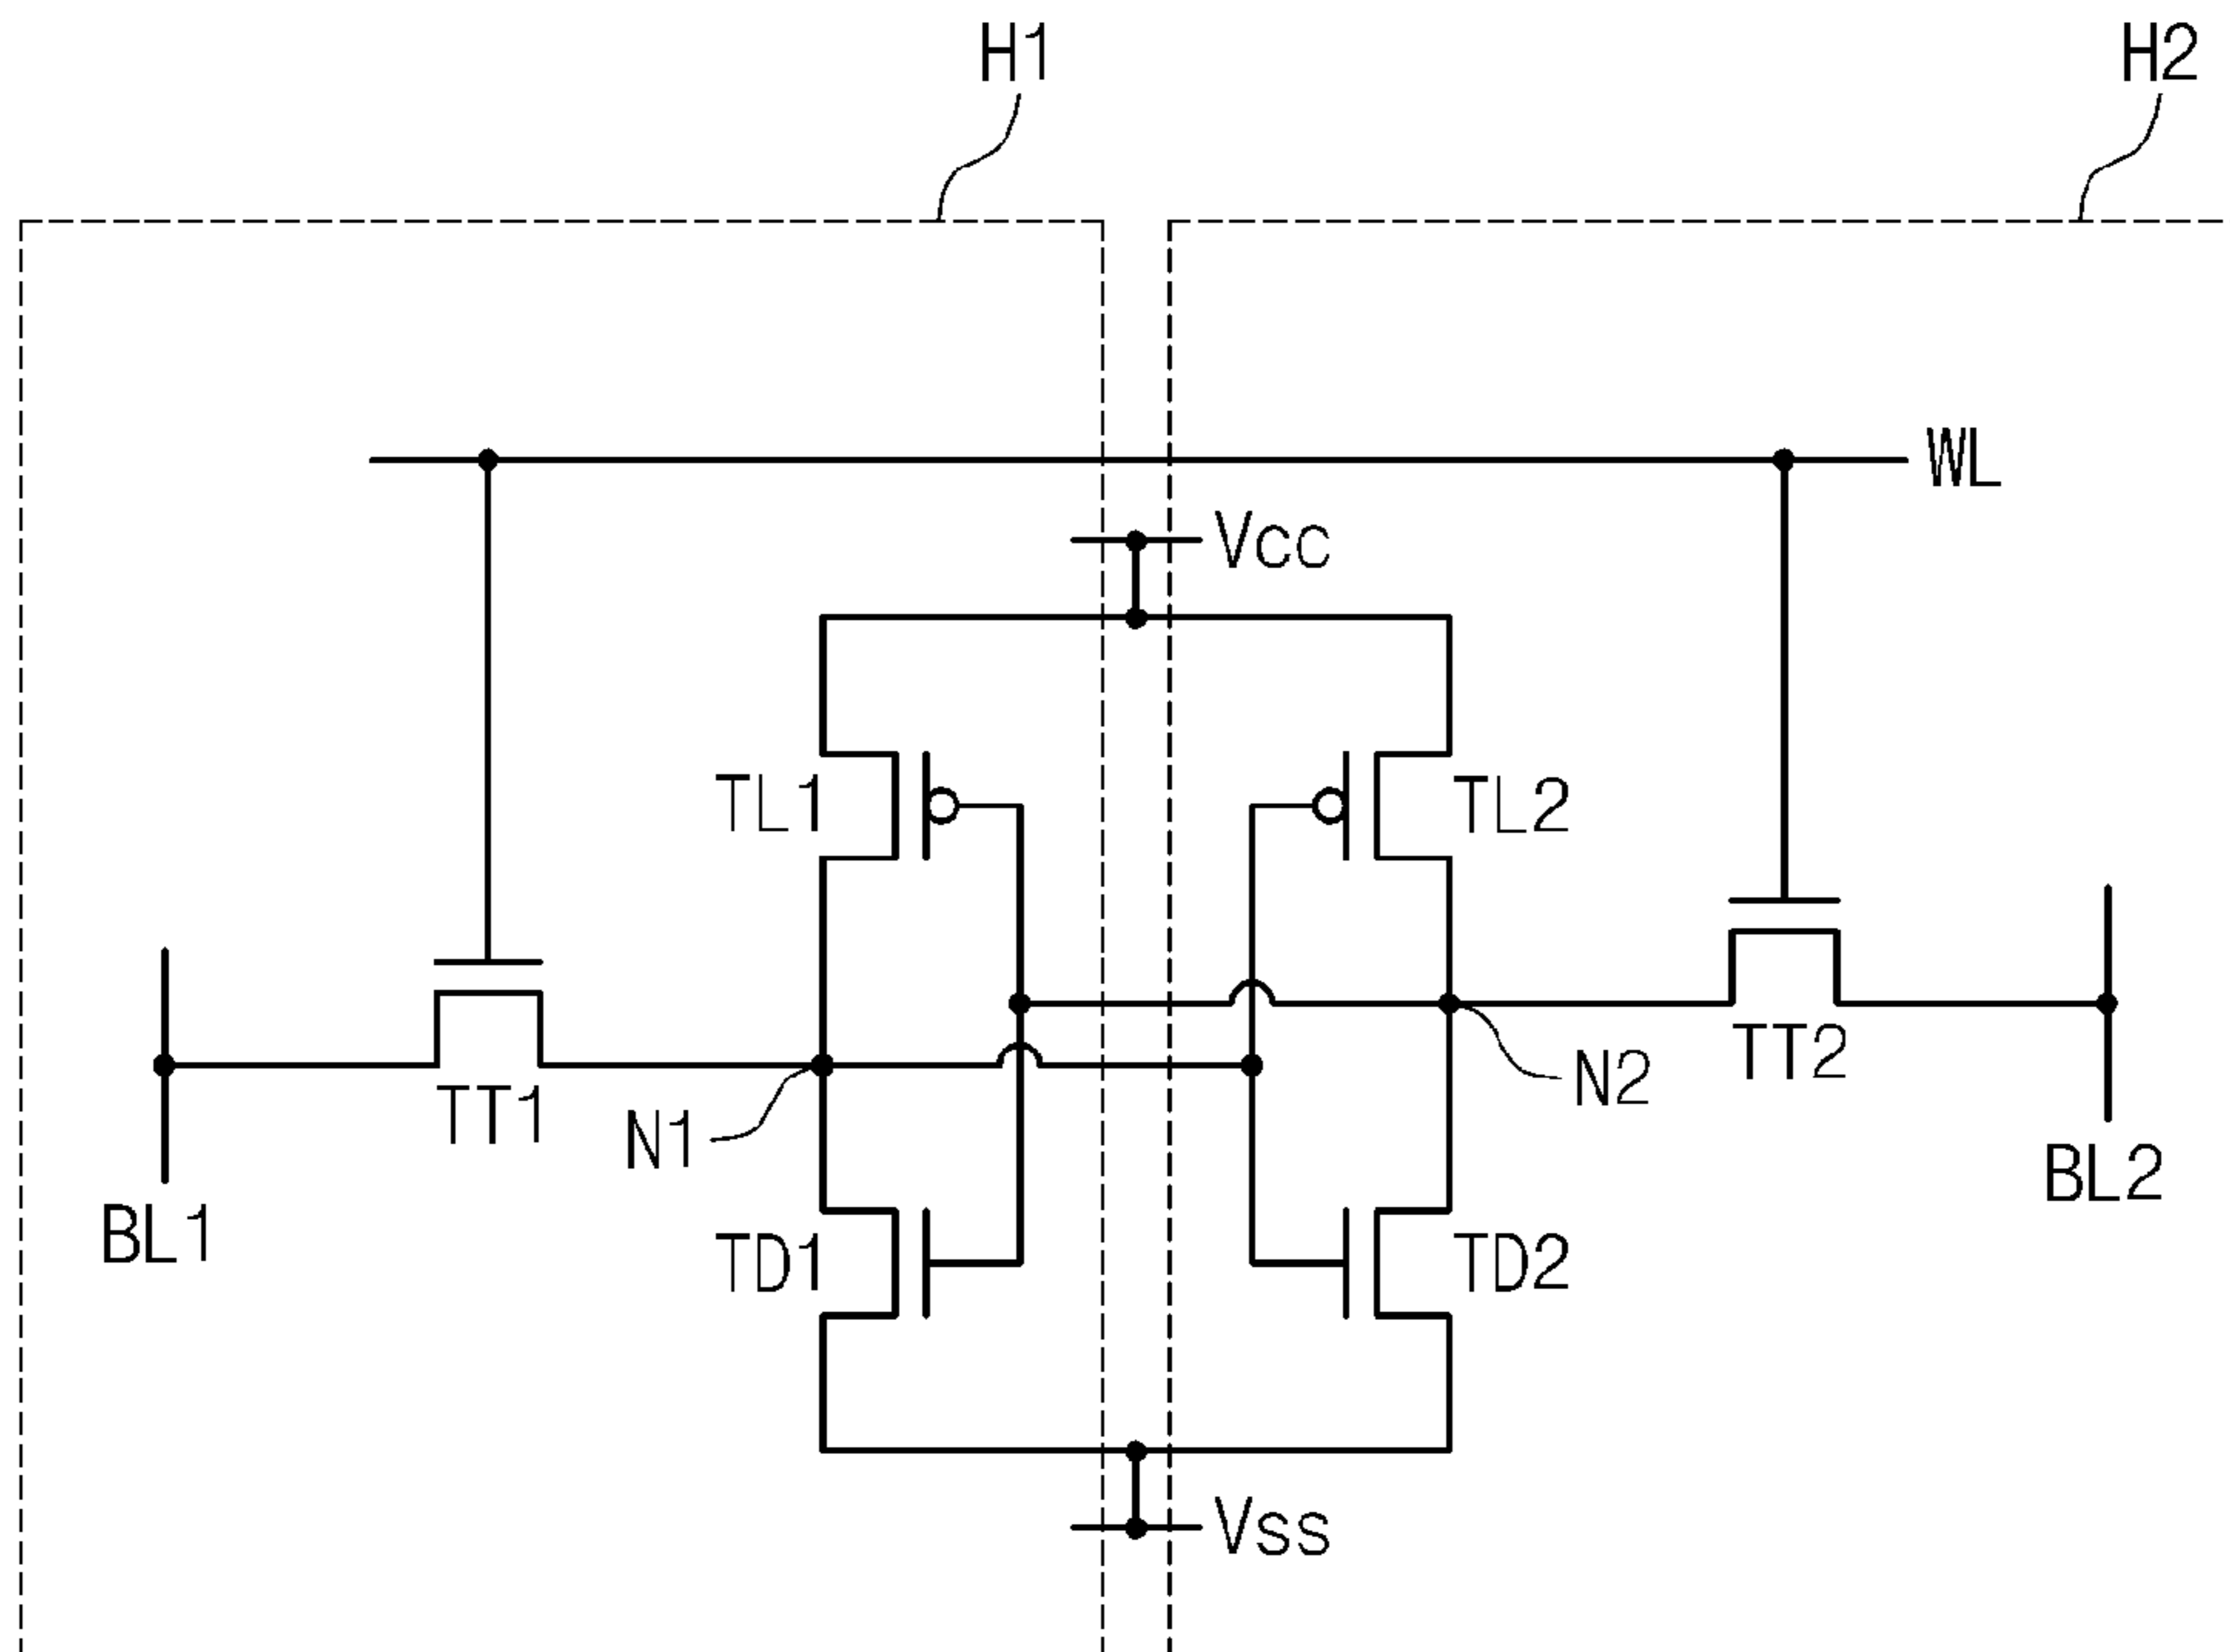 H1
H2
WL
Vcc
TL1
TL2
TT2
N2
TT1
N1
BL2
BL1
TD1
TD2
Vss